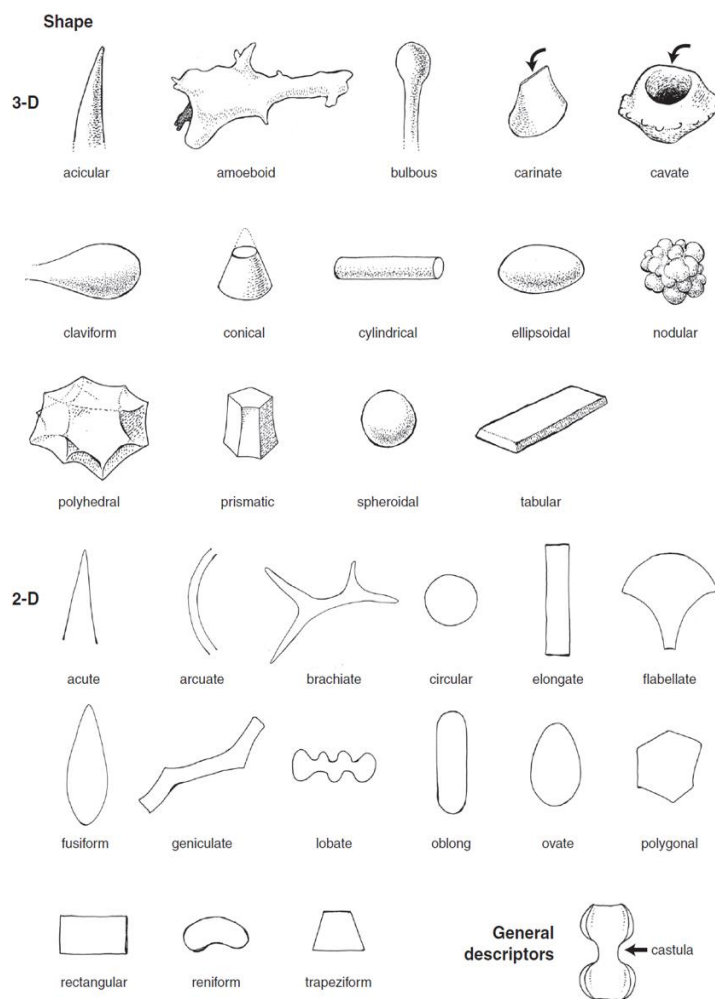 Shape
3-D
acicular amoeboid bulbous carinate cavate
claviform conical cylindrical ellipsoidal nodular
polyhedral prismatic spheroidal tabular
2-D
acute arcuate brachiate circular elongate flabellate
fusiform geniculate lobate oblong ovate polygonal
General
descriptors
castula
rectangular reniform trapeziform